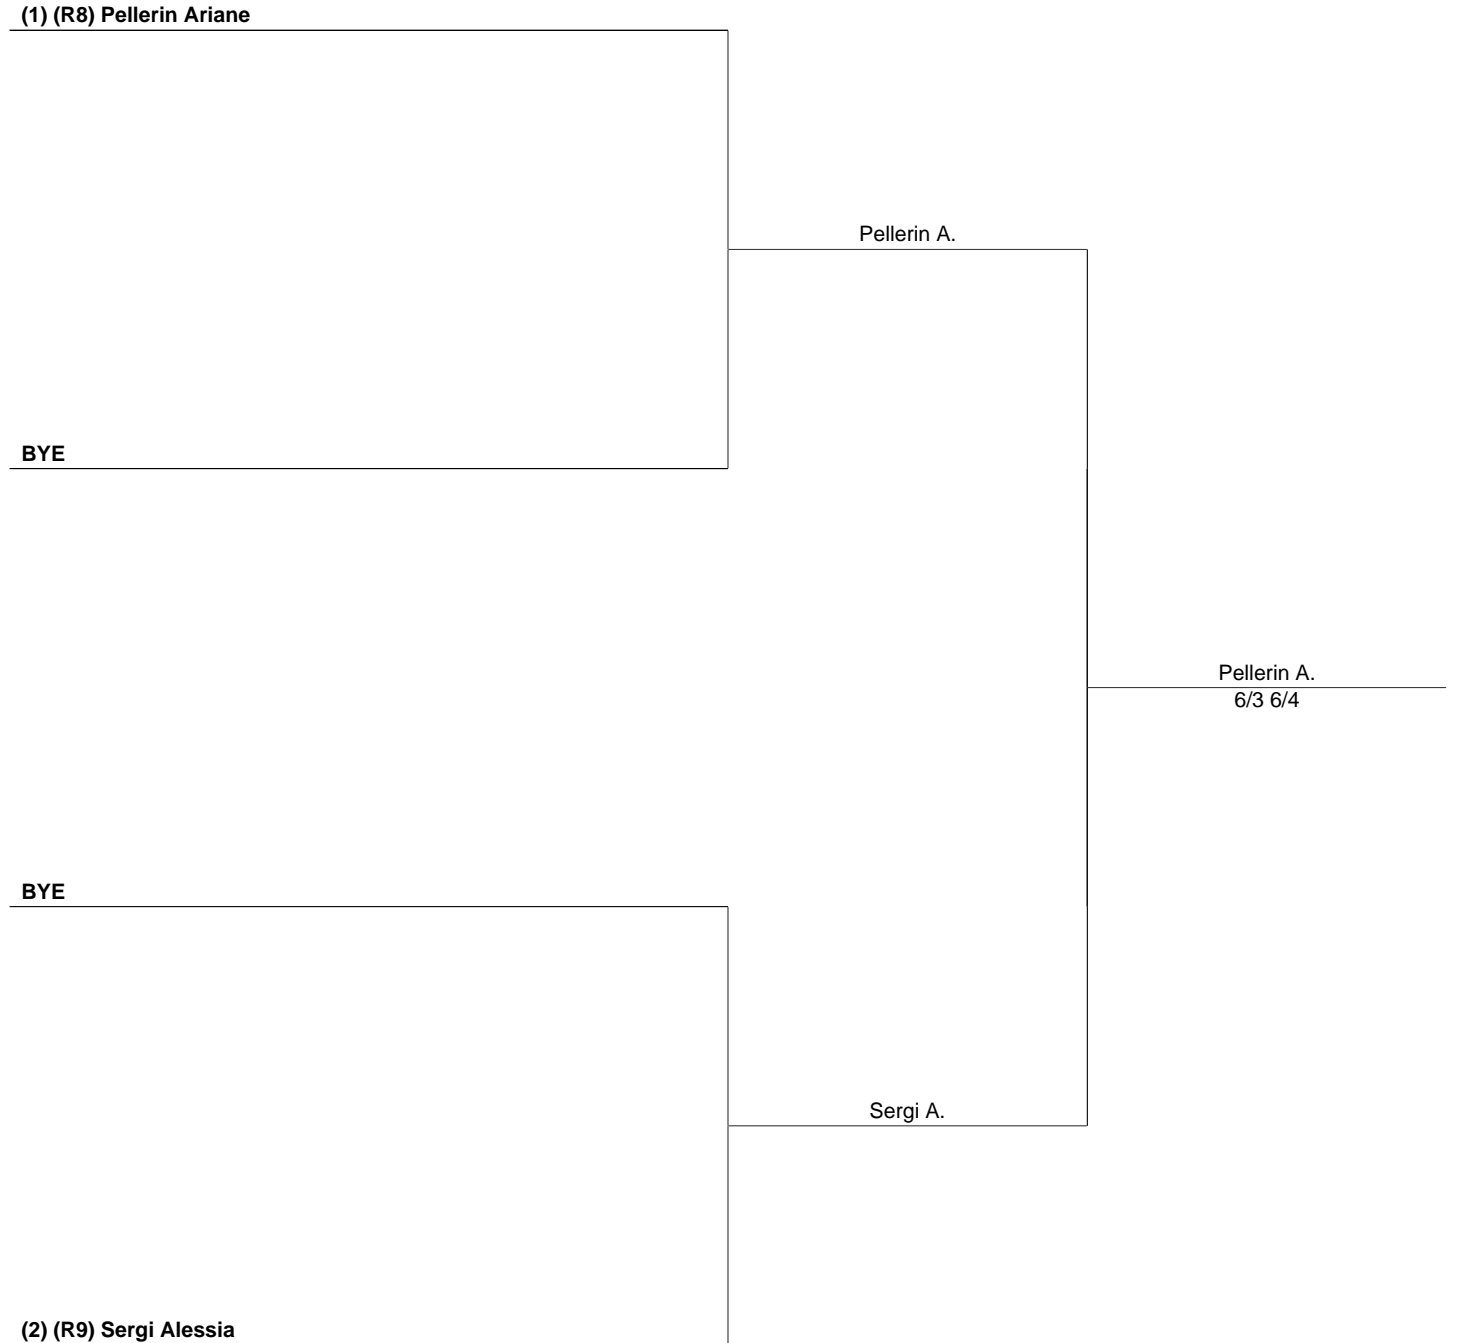 (1) (R8) Pellerin Ariane
Pellerin A.
BYE
Pellerin A.
6/3 6/4
BYE
Sergi A.
(2) (R9) Sergi Alessia